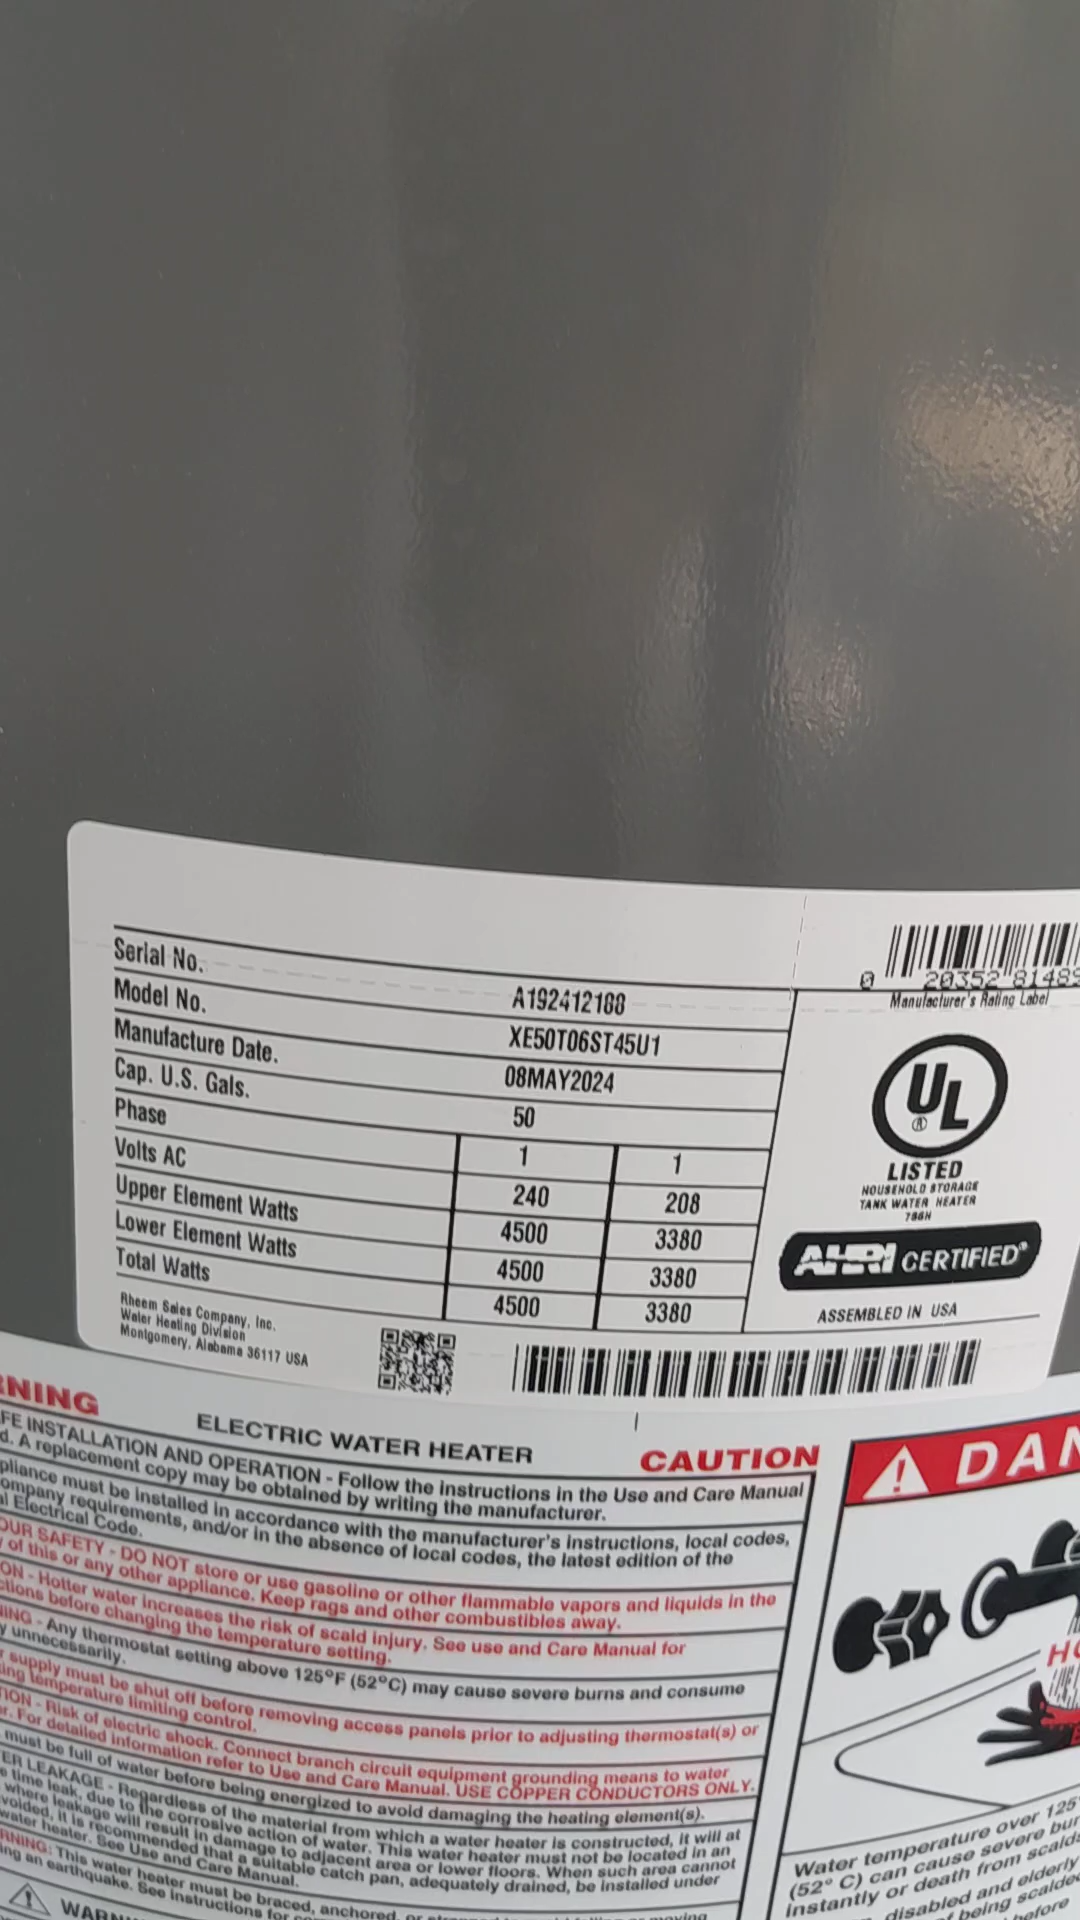 Serial No.
A192412188
Model No.
XE50T06ST45U1
Manufacture Date.
08MAY2024
Cap. U.S. Gals.
50
Phase
1 1
Volts AC
240 208
Upper Element Watts
4500 3380
Lower Element Watts
4500 3380
Total Watts
4500 3380
Rheem Sales Company, Inc.
Water Heating Division
Montgomery, Alabama 36117 USA
0 20352 8148
Manufacturer's Rating Label
UL
®
LISTED
HOUSEHOLD STORAGE
TANK WATER HEATER
AHRI CERTIFIED®
ASSEMBLED IN USA
RNING
ELECTRIC WATER HEATER
CAUTION
FE INSTALLATION AND OPERATION - Follow the instructions in the Use and Care Manual
d. A replacement copy may be obtained by writing the manufacturer.
pliance must be installed in accordance with the manufacturer's instructions, local codes,
ompany requirements, and/or in the absence of local codes, the latest edition of the
al Electrical Code.
OUR SAFETY - DO NOT store or use gasoline or other flammable vapors and liquids in the
y of this or any other appliance. Keep rags and other combustibles away.
ON - Hotter water increases the risk of scald injury. See use and Care Manual for
ctions before changing the temperature setting.
ING - Any thermostat setting above 125°F (52°C) may cause severe burns and consume
y unnecessarily.
r supply must be shut off before removing access panels prior to adjusting thermostat(s) or
ing temperature limiting control.
TION - Risk of electric shock. Connect branch circuit equipment grounding means to water
r. For detailed information refer to Use and Care Manual. USE COPPER CONDUCTORS ONLY.
must be full of water before being energized to avoid damaging the heating element(s).
ER LEAKAGE - Regardless of the material from which a water heater is constructed, it will at
e time leak, due to the corrosive action of water. This water heater must not be located in an
where leakage will result in damage to adjacent area or lower floors. When such area cannot
voided, it is recommended that a suitable catch pan, adequately drained, be installed under
water heater. See Use and Care Manual.
RNING: This water heater must be braced, anchored, or
ing an earthquake. See instructions for
moving
WARN
DAN
HO
Water temperature over 125°
(52° C) can cause severe bur
instantly or death from scalds
disabled and elderly
being scalded
before